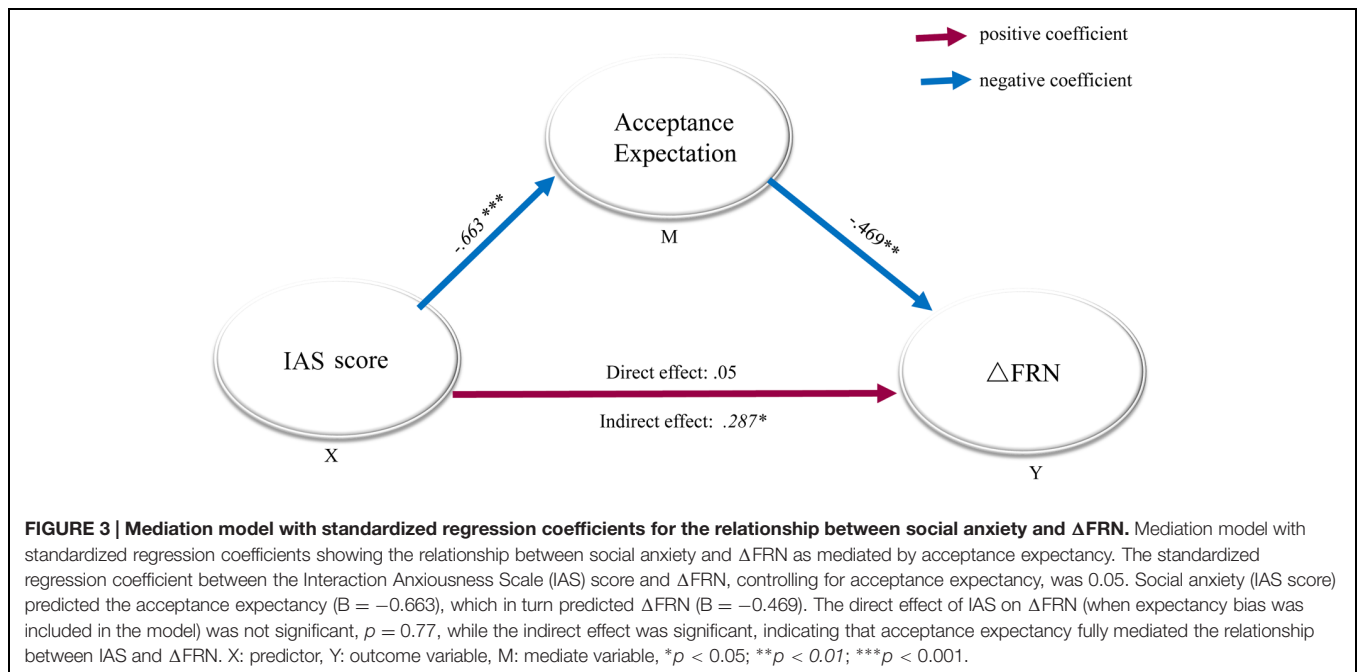 positive coefficient
negative coefficient
Acceptance
Expectation
M
-.663 ***
-.469**
IAS score
X
Direct effect: .05
Indirect effect: .287*
△FRN
Y
FIGURE 3 | Mediation model with standardized regression coefficients for the relationship between social anxiety and ΔFRN. Mediation model with
standardized regression coefficients showing the relationship between social anxiety and ΔFRN as mediated by acceptance expectancy. The standardized
regression coefficient between the Interaction Anxiousness Scale (IAS) score and ΔFRN, controlling for acceptance expectancy, was 0.05. Social anxiety (IAS score)
predicted the acceptance expectancy (B = −0.663), which in turn predicted ΔFRN (B = −0.469). The direct effect of IAS on ΔFRN (when expectancy bias was
included in the model) was not significant, p = 0.77, while the indirect effect was significant, indicating that acceptance expectancy fully mediated the relationship
between IAS and ΔFRN. X: predictor, Y: outcome variable, M: mediate variable, *p < 0.05; **p < 0.01; ***p < 0.001.